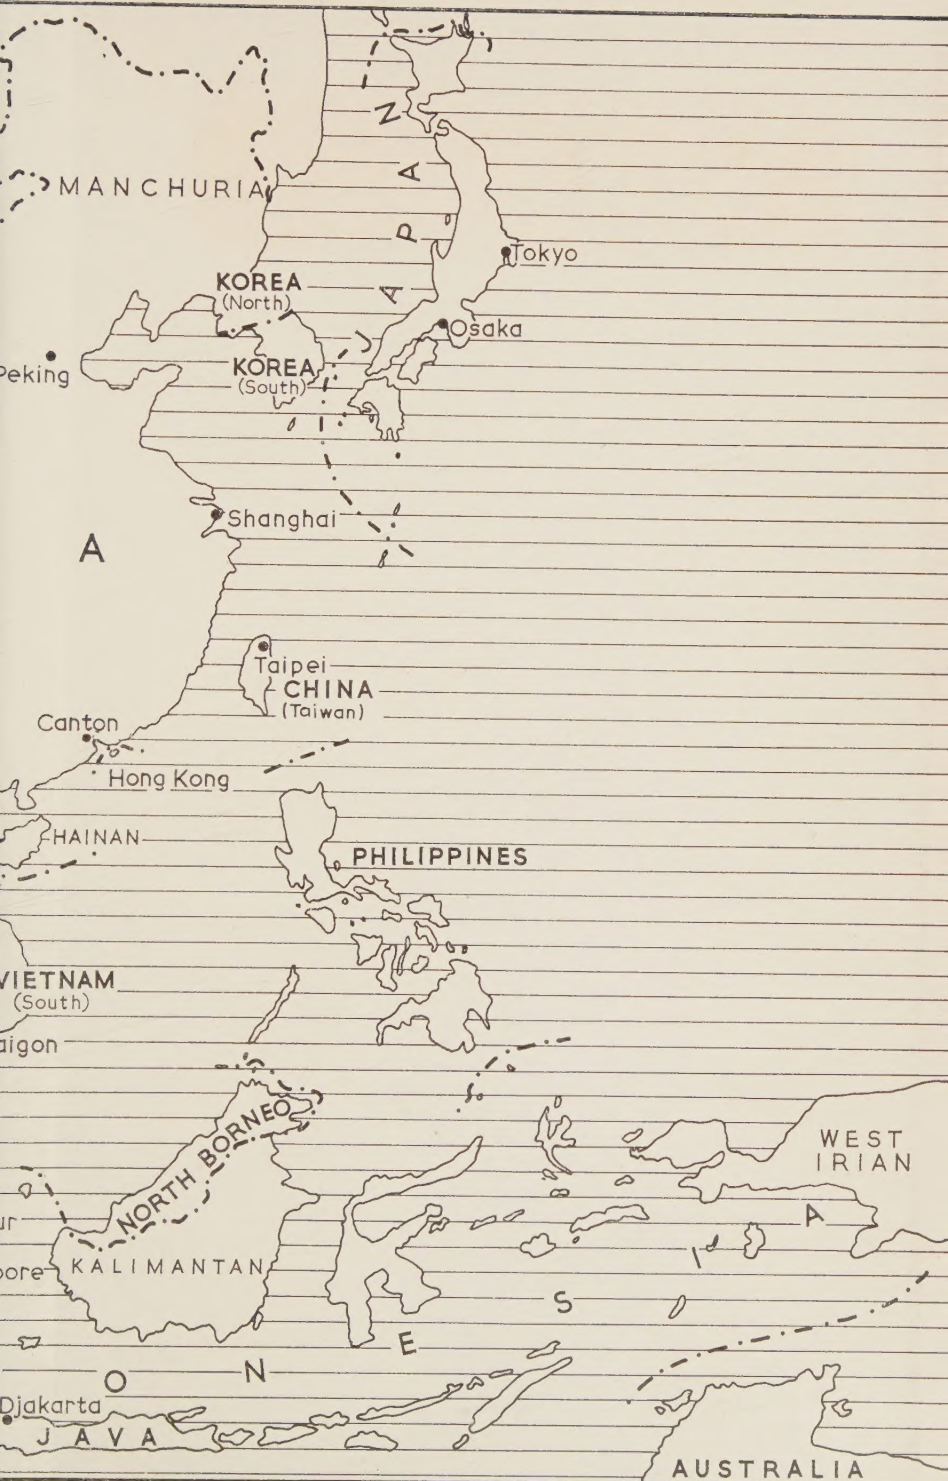 MANCHURIA
JAPAN
Tokyo
KOREA
(North)
Osaka
Peking
KOREA
(South)
Shanghai
A
Taipei
CHINA
(Taiwan)
Canton
Hong Kong
HAINAN
PHILIPPINES
VIETNAM
(South)
aigon
NORTH BORNEO
WEST
IRIAN
ur
pore
KALIMANTAN
O N E S I A
Djakarta
JAVA
AUSTRALIA